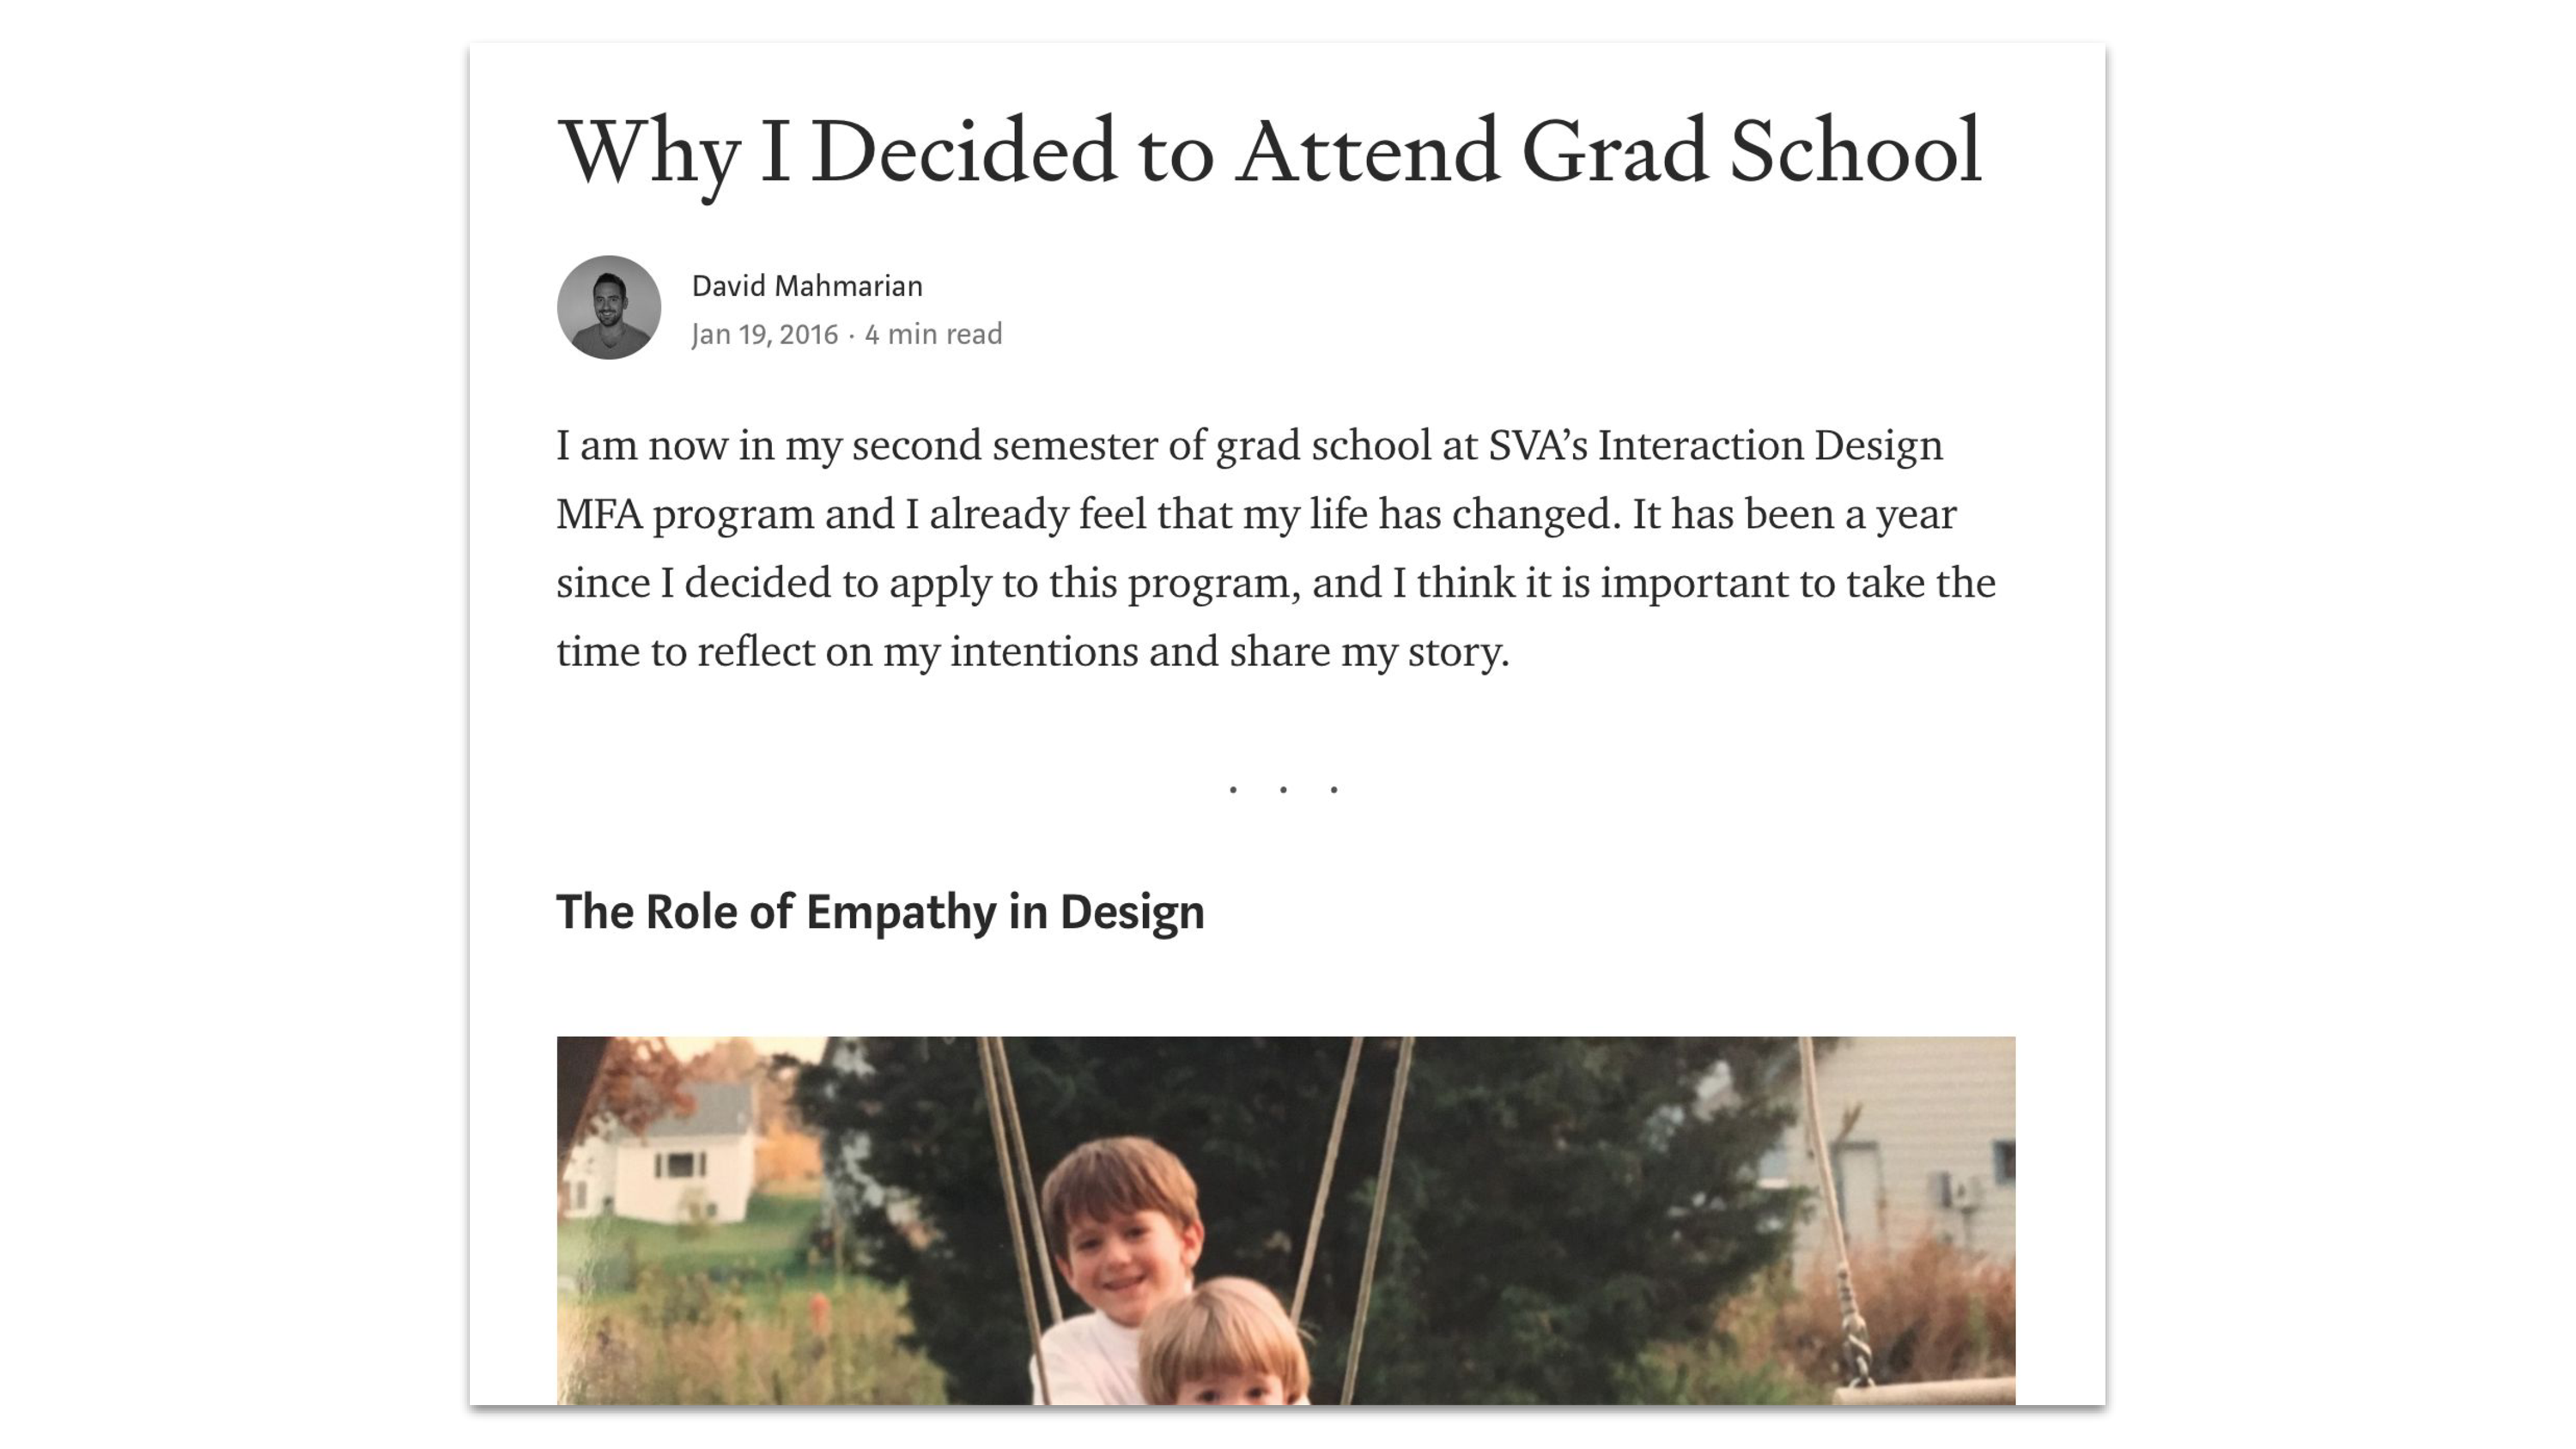 Why I Decided to Attend Grad School
David Mahmarian
Jan 19, 2016 · 4 min read
I am now in my second semester of grad school at SVA’s Interaction Design
MFA program and I already feel that my life has changed. It has been a year
since I decided to apply to this program, and I think it is important to take the
time to reflect on my intentions and share my story.
. . .
The Role of Empathy in Design